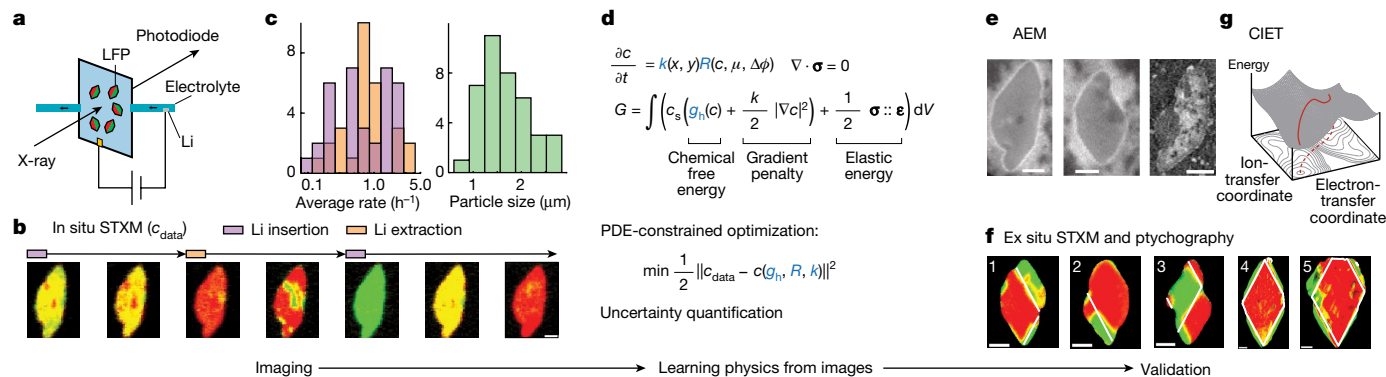 a
Photodiode
LFP
Electrolyte
Li
X-ray
b
In situ STXM (c_data)
Li insertion
Li extraction
c
8
6
4
2
0
0.1
1.0
5.0
Average rate (h⁻¹)
8
4
0
1
2
Particle size (μm)
d
∂c/∂t = k(x, y)R(c, μ, Δϕ) ∇ · σ = 0
G = ∫(c_s(g_h(c) + k/2 |∇c|²) + 1/2 σ :: ε) dV
Chemical
free
energy
Gradient
penalty
Elastic
energy
PDE-constrained optimization:
min 1/2 ||c_data − c(g_h, R, k)||²
Uncertainty quantification
e
AEM
f
Ex situ STXM and ptychography
1
2
3
4
5
g
CIET
Energy
Ion-
transfer
coordinate
Electron-
transfer
coordinate
Imaging
Learning physics from images
Validation